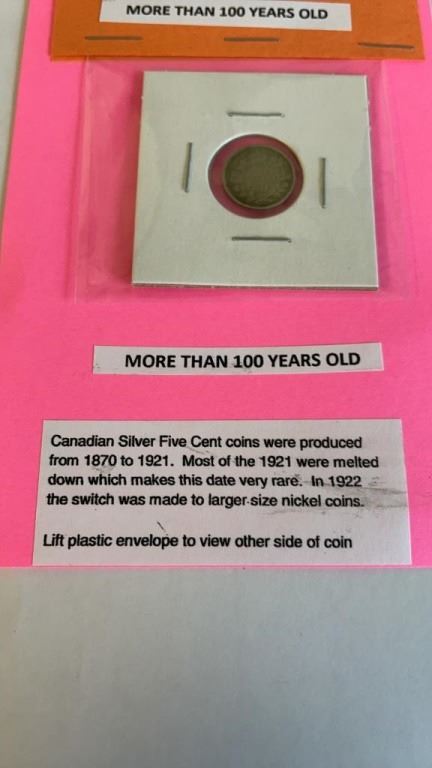 MORE THAN 100 YEARS OLD
MORE THAN 100 YEARS OLD
Canadian Silver Five Cent coins were produced
from 1870 to 1921. Most of the 1921 were melted
down which makes this date very rare. In 1922
the switch was made to larger size nickel coins.
Lift plastic envelope to view other side of coin